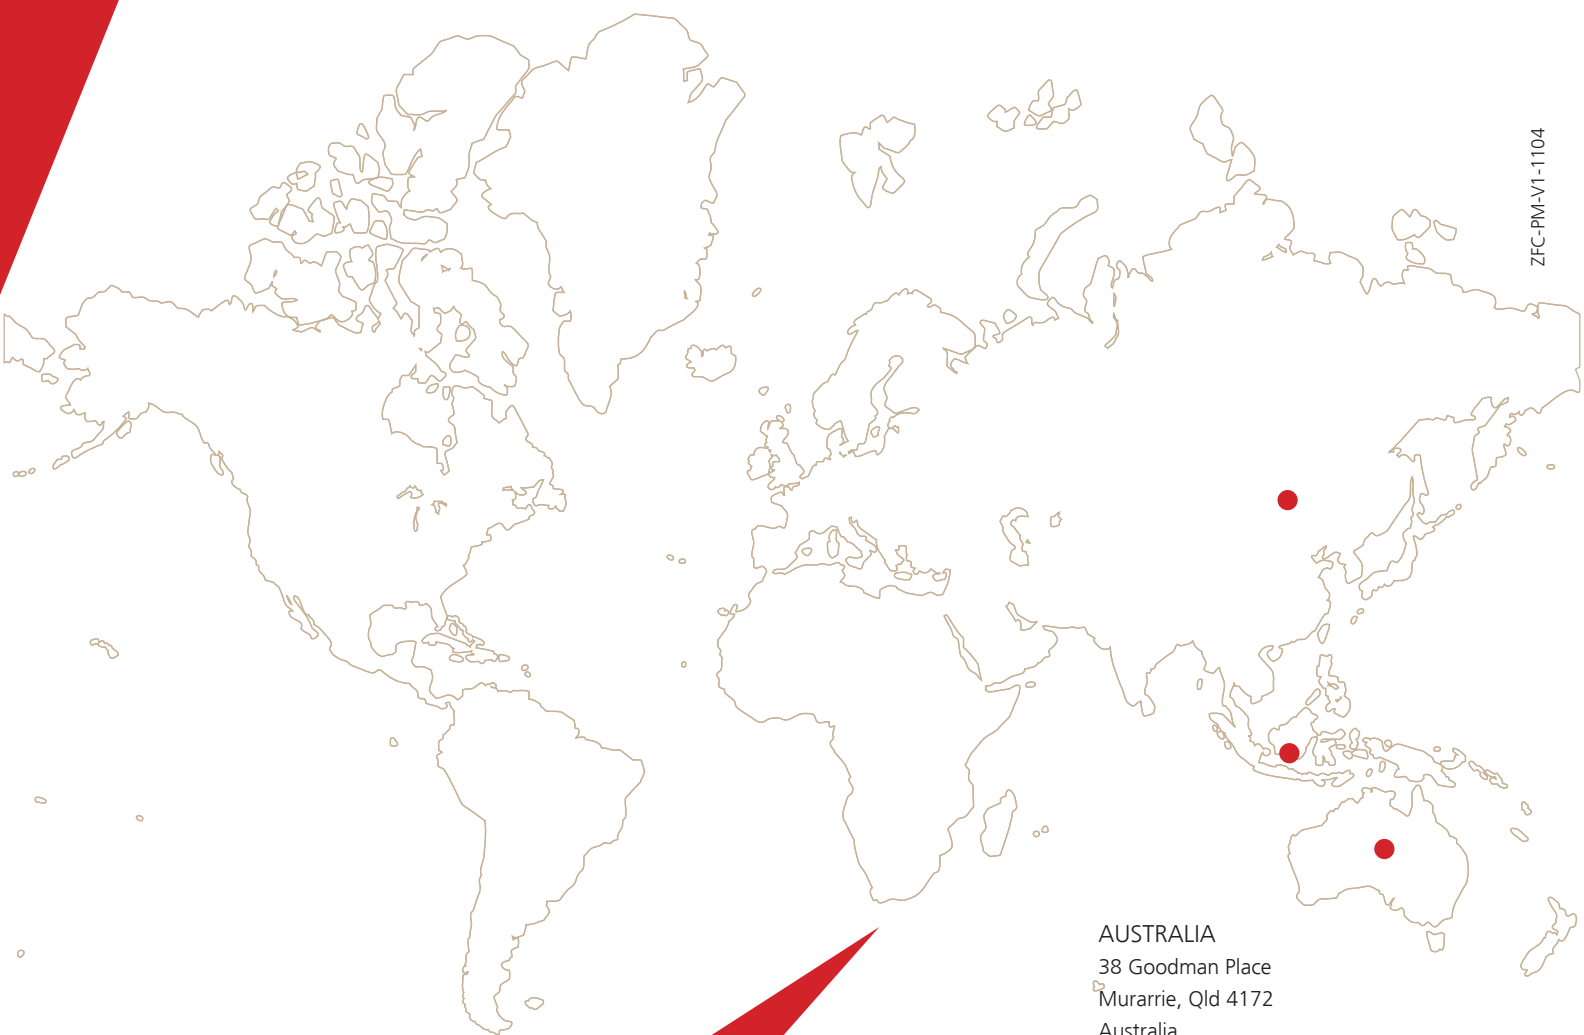 ZFC-PM-V1-1104
AUSTRALIA
38 Goodman Place
Murarrie, Qld 4172
Australia